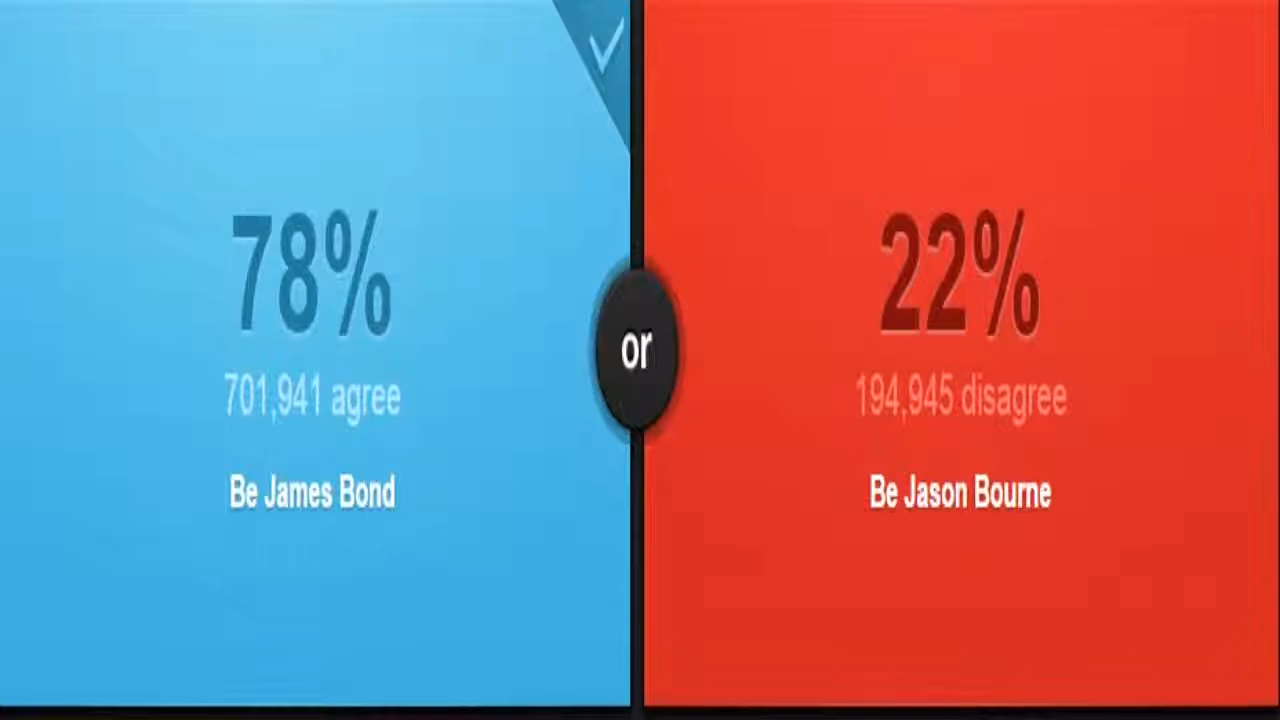 78%
701,941 agree
Be James Bond
or
22%
194,945 disagree
Be Jason Bourne